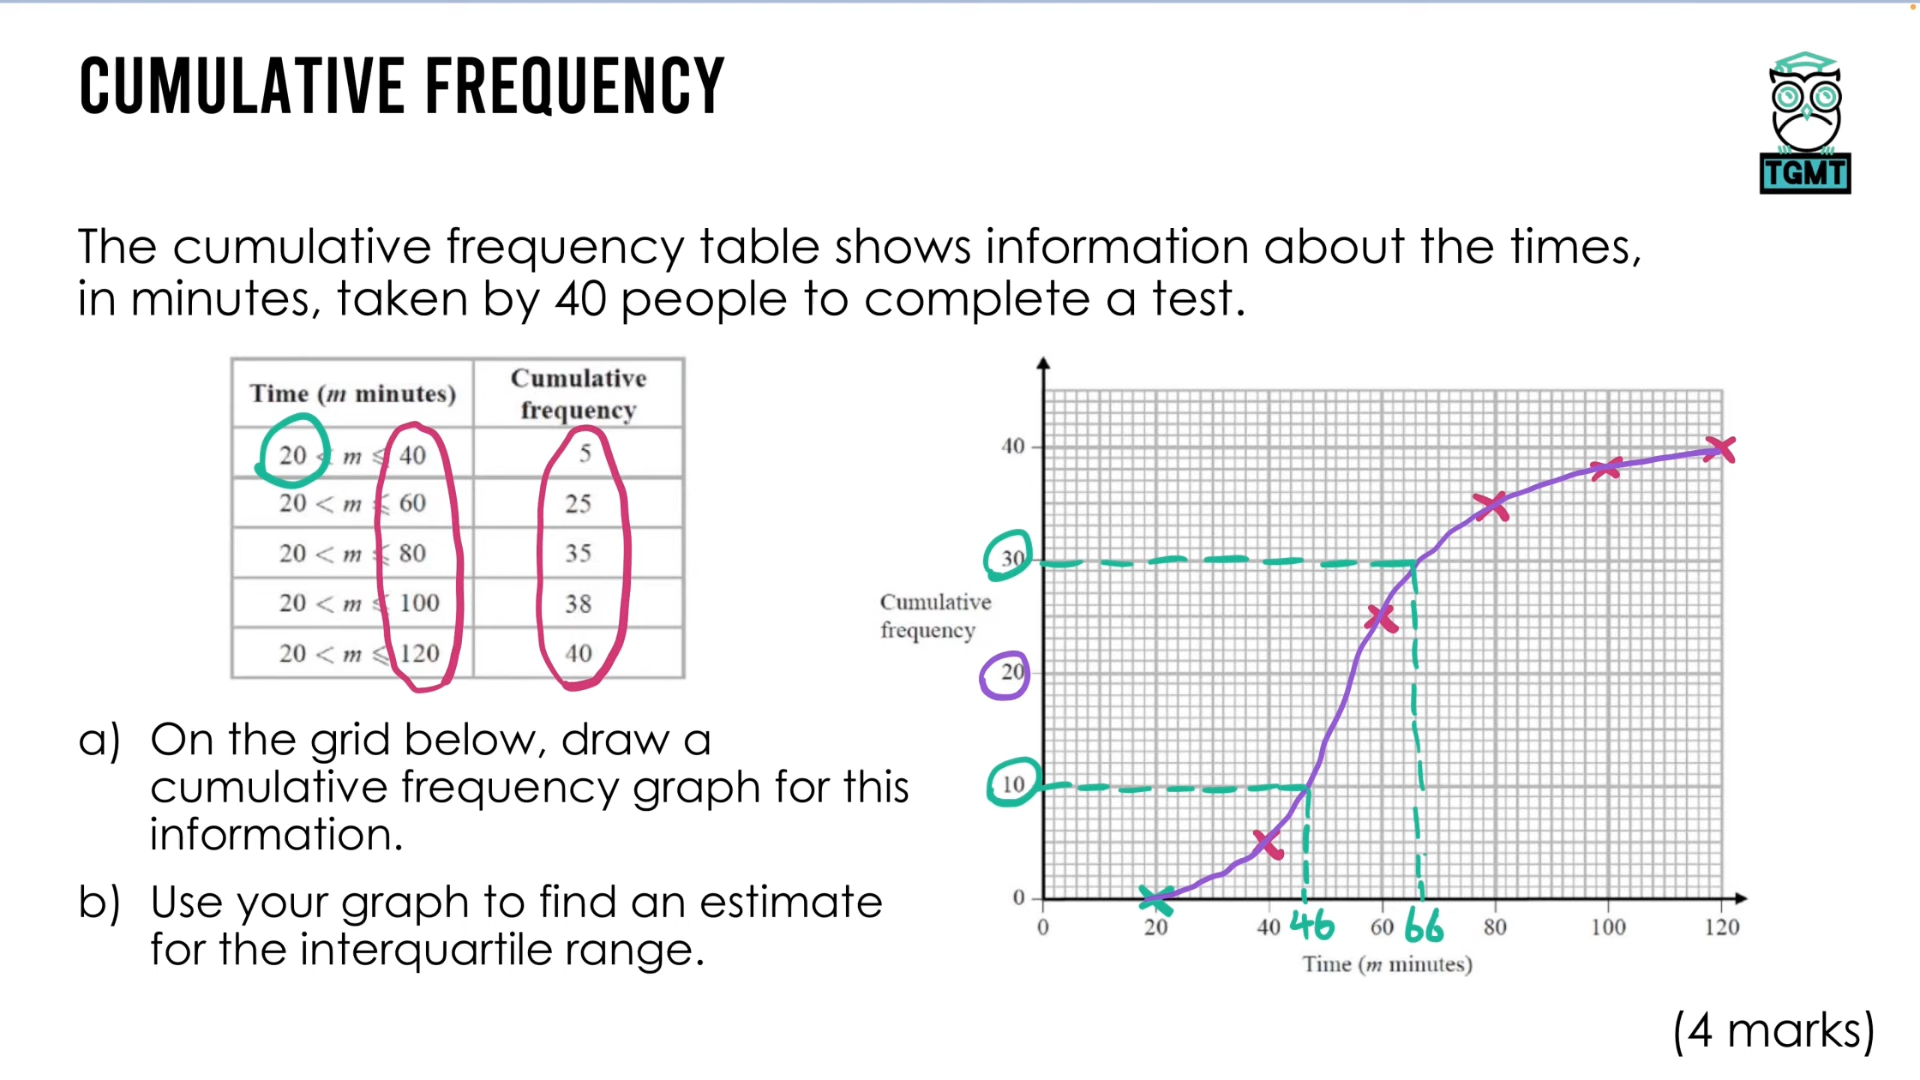 CUMULATIVE FREQUENCY
TGMT
The cumulative frequency table shows information about the times,
in minutes, taken by 40 people to complete a test.
Time (m minutes) Cumulative frequency
20 < m ⩽ 40 5
20 < m ⩽ 60 25
20 < m ⩽ 80 35
20 < m ⩽ 100 38
20 < m ⩽ 120 40
a) On the grid below, draw a
cumulative frequency graph for this
information.
b) Use your graph to find an estimate
for the interquartile range.
40
30
Cumulative
frequency
20
10
0
0 20 40 46 60 66 80 100 120
Time (m minutes)
(4 marks)